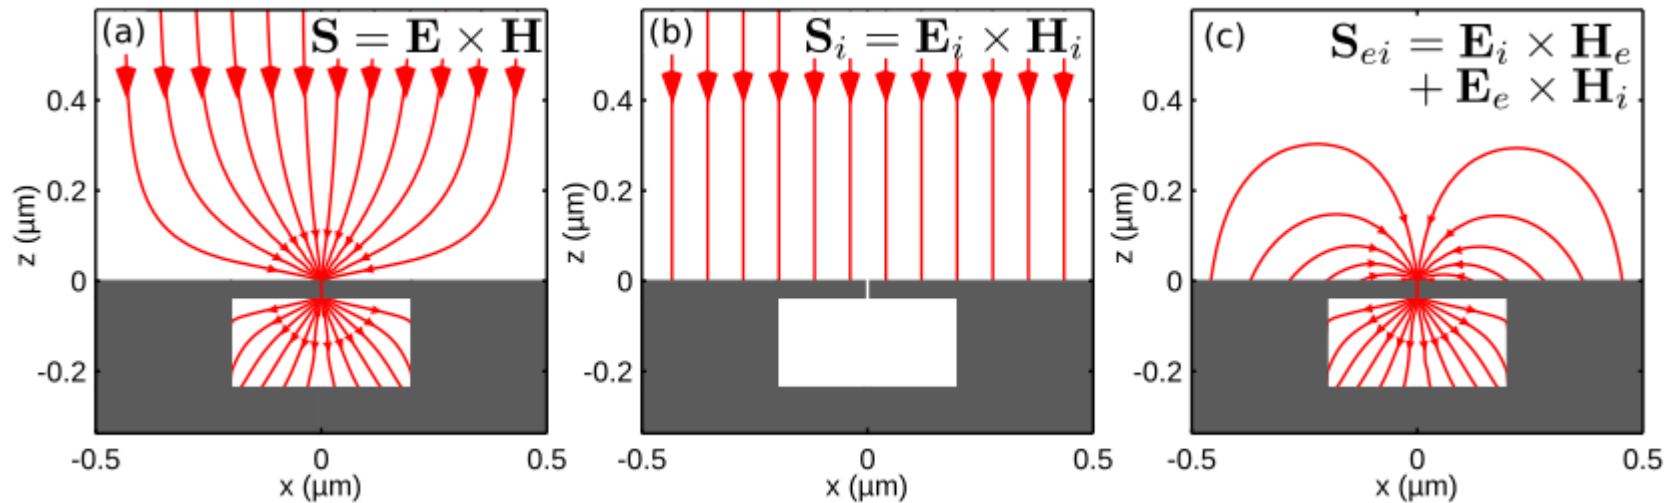 (a) S = E × H
0.4
0.2
0
-0.2
z (μm)
-0.5 0 0.5
x (μm)
(b) S_i = E_i × H_i
0.4
0.2
0
-0.2
z (μm)
-0.5 0 0.5
x (μm)
(c) S_{ei} = E_i × H_e
+ E_e × H_i
0.4
0.2
0
-0.2
z (μm)
-0.5 0 0.5
x (μm)